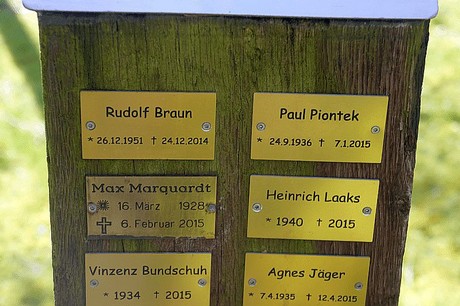 Rudolf Braun
* 26.12.1951 † 24.12.2014
Paul Piontek
* 24.9.1936 † 7.1.2015
Max Marquardt
* 16. März 1928
† 6. Februar 2015
Heinrich Laaks
* 1940 † 2015
Vinzenz Bundschuh
* 1934 † 2015
Agnes Jäger
* 7.4.1935 † 12.4.2015